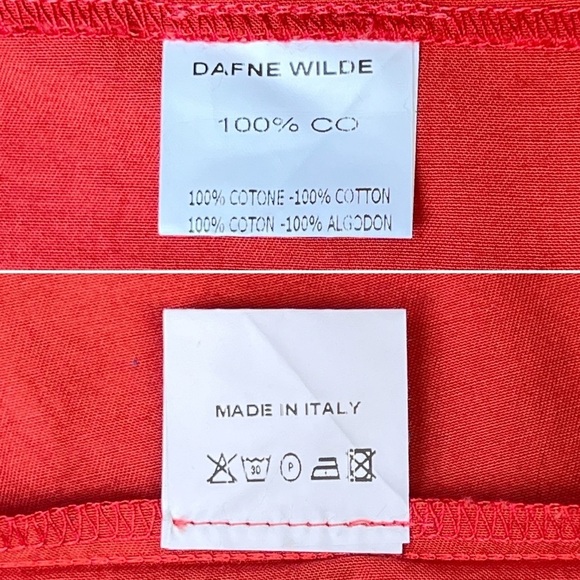 DAFNE WILDE
100% CO
100% COTONE -100% COTTON
100% COTON -100% ALGODON
MADE IN ITALY
30 P